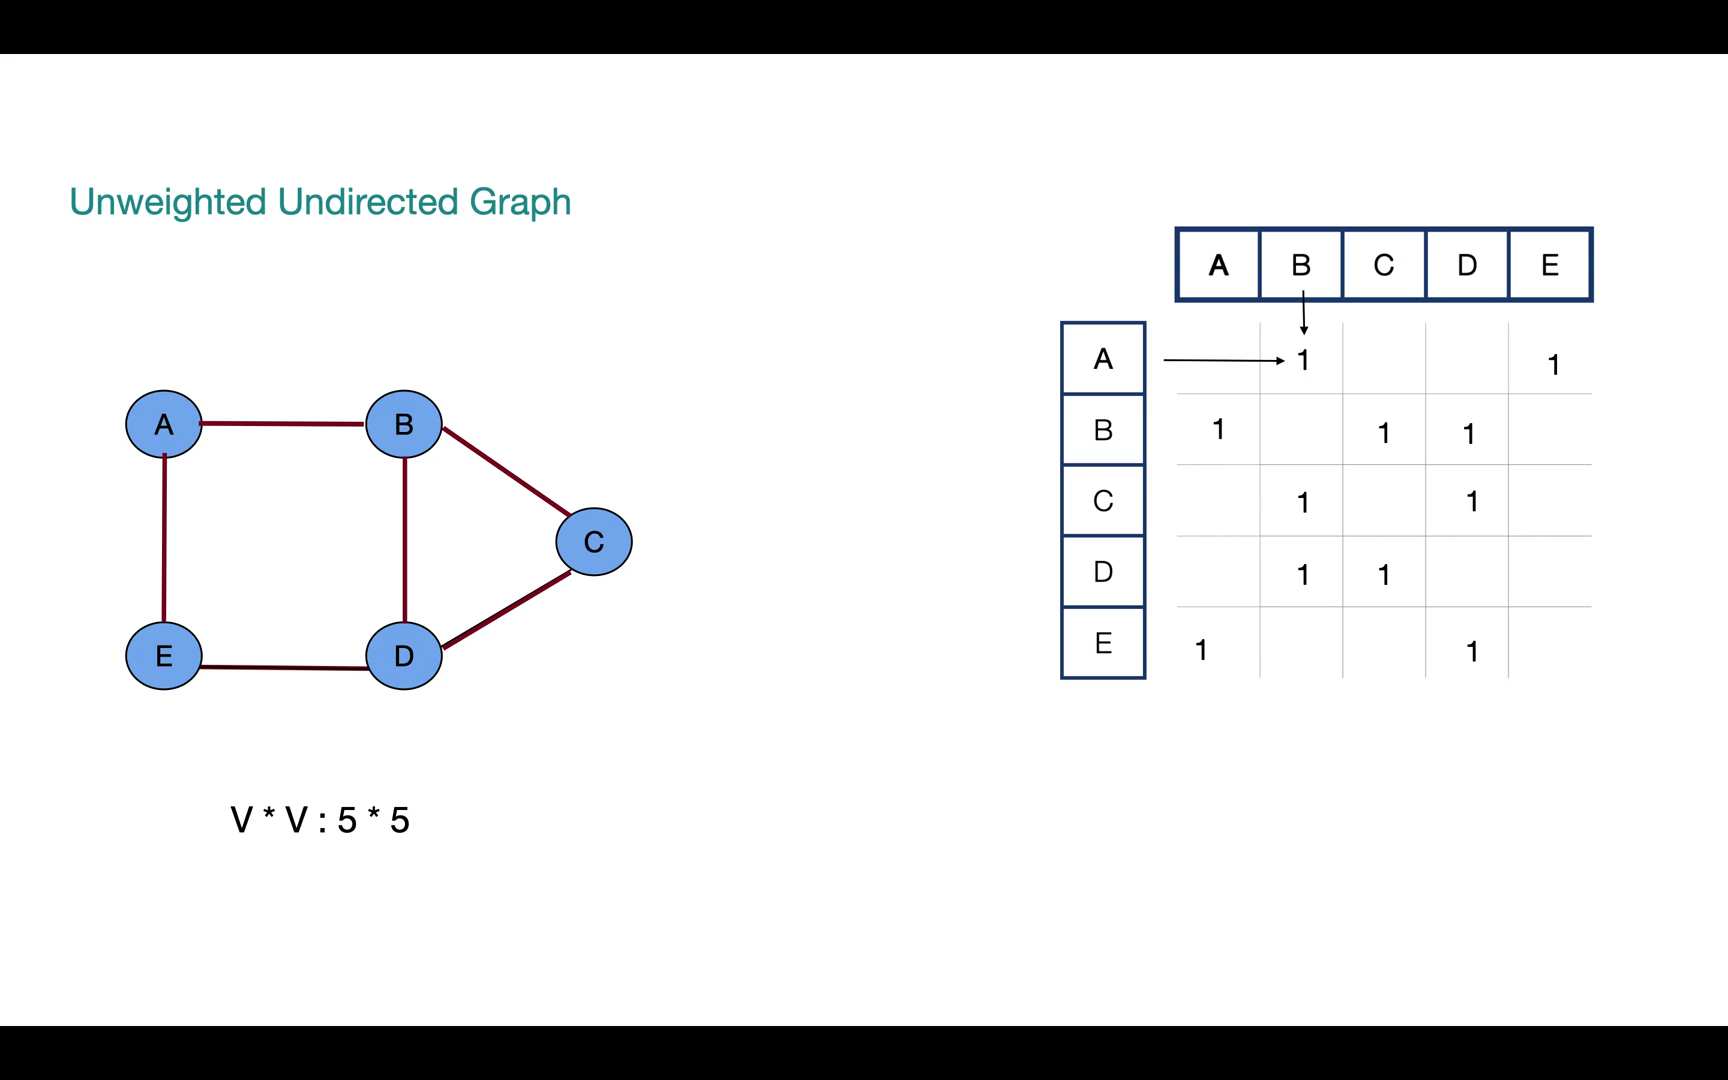 Unweighted Undirected Graph
A B C D E
A 1 1
B 1 1 1
C 1 1
D 1 1
E 1 1
A B
C
E D
V * V : 5 * 5